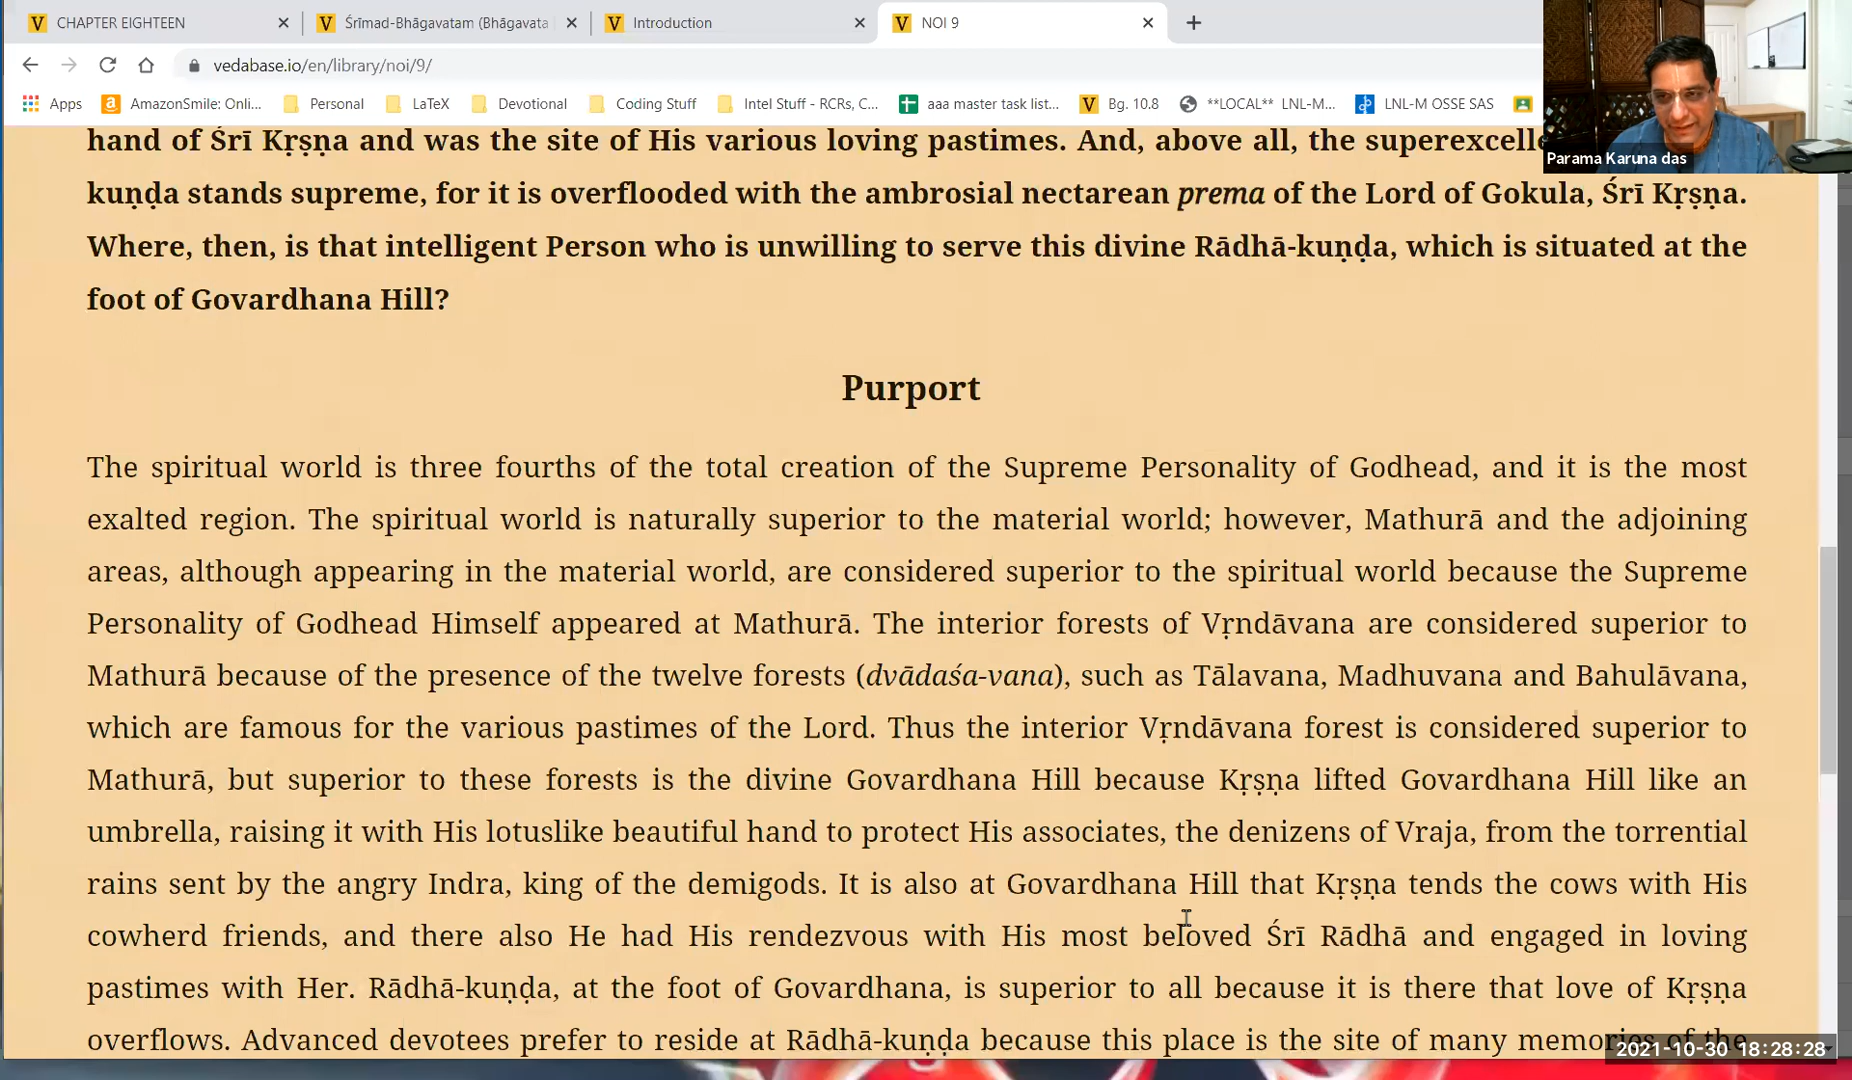 CHAPTER EIGHTEEN
Śrīmad-Bhāgavatam (Bhāgavata
Introduction
NOI 9
vedabase.io/en/library/noi/9/
Apps
AmazonSmile: Onli...
Personal
LaTeX
Devotional
Coding Stuff
Intel Stuff - RCRs, C...
aaa master task list...
Bg. 10.8
**LOCAL** LNL-M...
LNL-M OSSE SAS
Parama Karuna das
hand of Śrī Kṛṣṇa and was the site of His various loving pastimes. And, above all, the superexcelle
kuṇḍa stands supreme, for it is overflooded with the ambrosial nectarean prema of the Lord of Gokula, Śrī Kṛṣṇa.
Where, then, is that intelligent Person who is unwilling to serve this divine Rādhā-kuṇḍa, which is situated at the
foot of Govardhana Hill?
Purport
The spiritual world is three fourths of the total creation of the Supreme Personality of Godhead, and it is the most
exalted region. The spiritual world is naturally superior to the material world; however, Mathurā and the adjoining
areas, although appearing in the material world, are considered superior to the spiritual world because the Supreme
Personality of Godhead Himself appeared at Mathurā. The interior forests of Vṛndāvana are considered superior to
Mathurā because of the presence of the twelve forests (dvādaśa-vana), such as Tālavana, Madhuvana and Bahulāvana,
which are famous for the various pastimes of the Lord. Thus the interior Vṛndāvana forest is considered superior to
Mathurā, but superior to these forests is the divine Govardhana Hill because Kṛṣṇa lifted Govardhana Hill like an
umbrella, raising it with His lotuslike beautiful hand to protect His associates, the denizens of Vraja, from the torrential
rains sent by the angry Indra, king of the demigods. It is also at Govardhana Hill that Kṛṣṇa tends the cows with His
cowherd friends, and there also He had His rendezvous with His most beloved Śrī Rādhā and engaged in loving
pastimes with Her. Rādhā-kuṇḍa, at the foot of Govardhana, is superior to all because it is there that love of Kṛṣṇa
overflows. Advanced devotees prefer to reside at Rādhā-kuṇḍa because this place is the site of many memories of the
2021-10-30 18:28:28